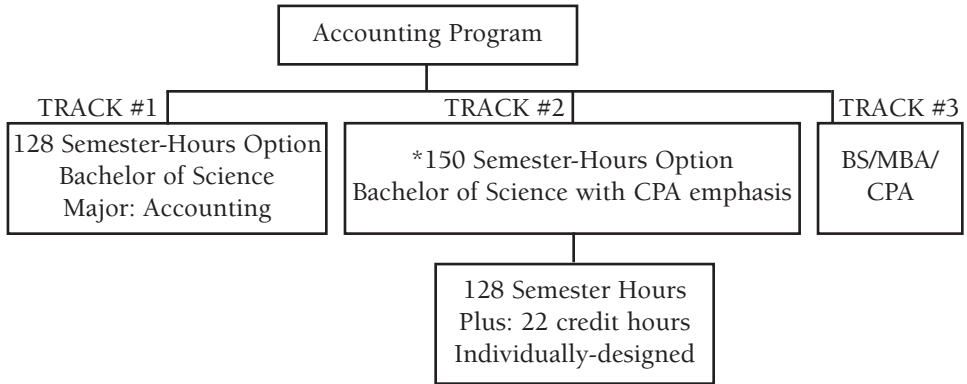 Accounting Program
TRACK #1
128 Semester-Hours Option
Bachelor of Science
Major: Accounting
TRACK #2
*150 Semester-Hours Option
Bachelor of Science with CPA emphasis
128 Semester Hours
Plus: 22 credit hours
Individually-designed
TRACK #3
BS/MBA/
CPA